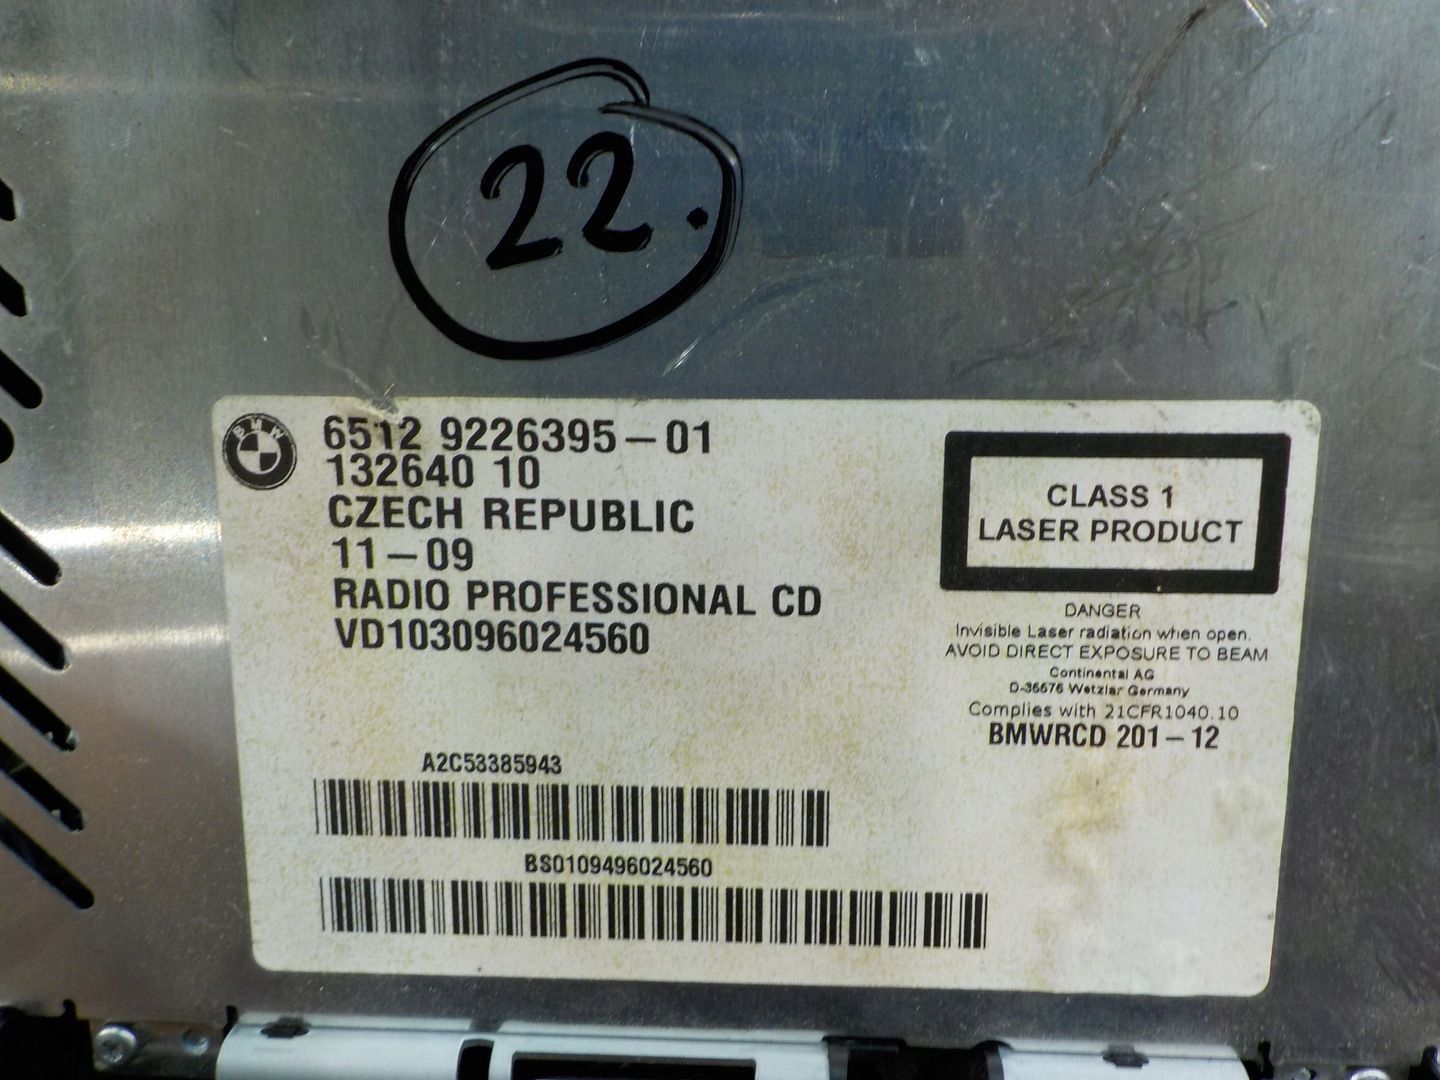 22.
BMW
6512 9226395-01
132640 10
CZECH REPUBLIC
11-09
RADIO PROFESSIONAL CD
VD103096024560
CLASS 1
LASER PRODUCT
DANGER
Invisible Laser radiation when open.
AVOID DIRECT EXPOSURE TO BEAM
Continental AG
D-35576 Wetzlar Germany
Complies with 21CFR1040.10
BMWRCD 201-12
A2C53385943
BS0109496024560